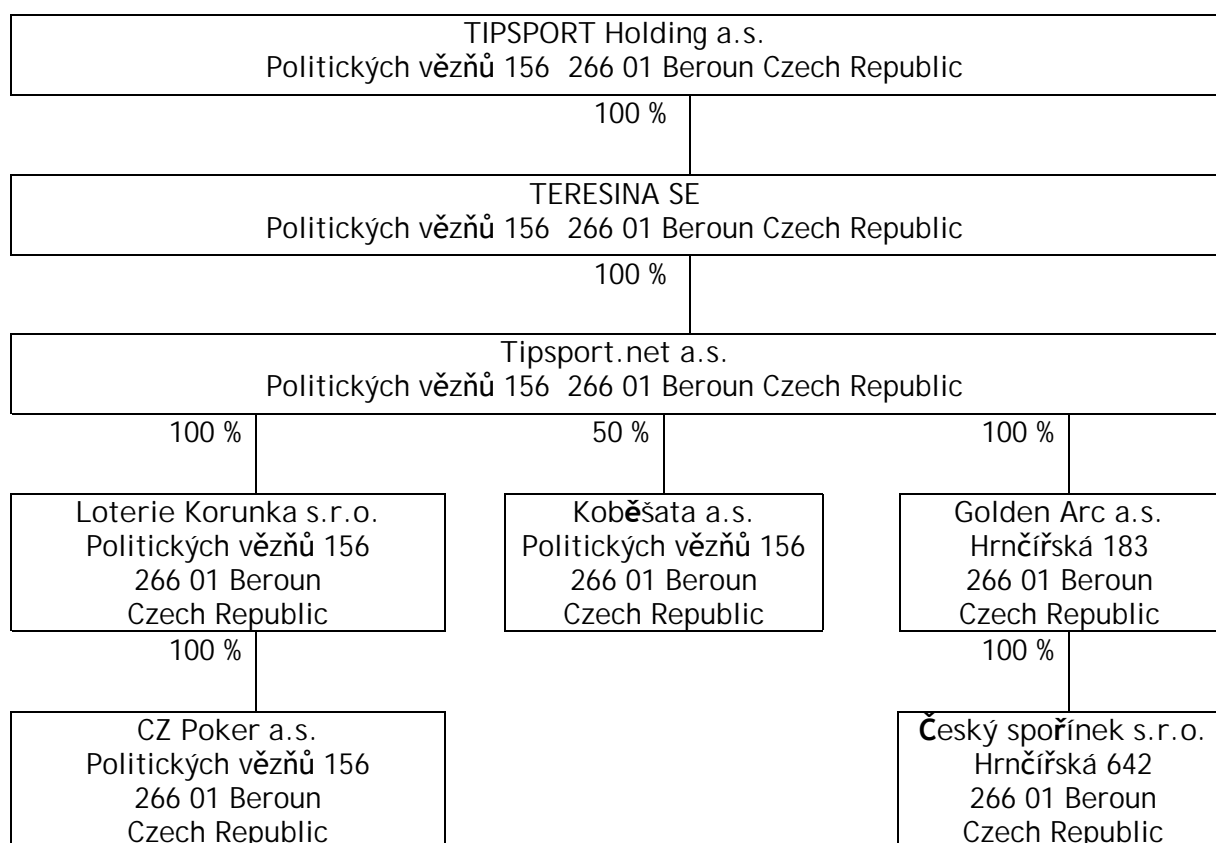 TIPSPORT Holding a.s.
Politických vězňů 156  266 01 Beroun Czech Republic
100 %
TERESINA SE
Politických vězňů 156  266 01 Beroun Czech Republic
100 %
Tipsport.net a.s.
Politických vězňů 156  266 01 Beroun Czech Republic
100 %
50 %
100 %
Loterie Korunka s.r.o.
Politických vězňů 156
266 01 Beroun
Czech Republic
Koběšata a.s.
Politických vězňů 156
266 01 Beroun
Czech Republic
Golden Arc a.s.
Hrnčířská 183
266 01 Beroun
Czech Republic
100 %
100 %
CZ Poker a.s.
Politických vězňů 156
266 01 Beroun
Czech Republic
Český spořínek s.r.o.
Hrnčířská 642
266 01 Beroun
Czech Republic